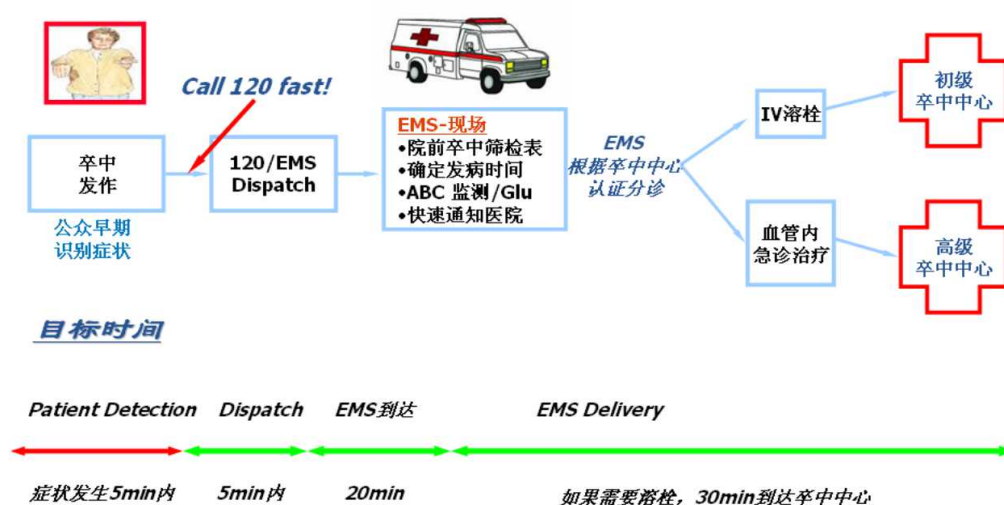 Call 120 fast!
卒中
发作
公众早期
识别症状
120/EMS
Dispatch
EMS-现场
•院前卒中筛检表
•确定发病时间
•ABC 监测/Glu
•快速通知医院
EMS
根据卒中中心
认证分诊
IV溶栓
初级
卒中中心
血管内
急诊治疗
高级
卒中中心
目标时间
Patient Detection
Dispatch
EMS到达
EMS Delivery
症状发生5min内
5min内
20min
如果需要溶栓，30min到达卒中中心